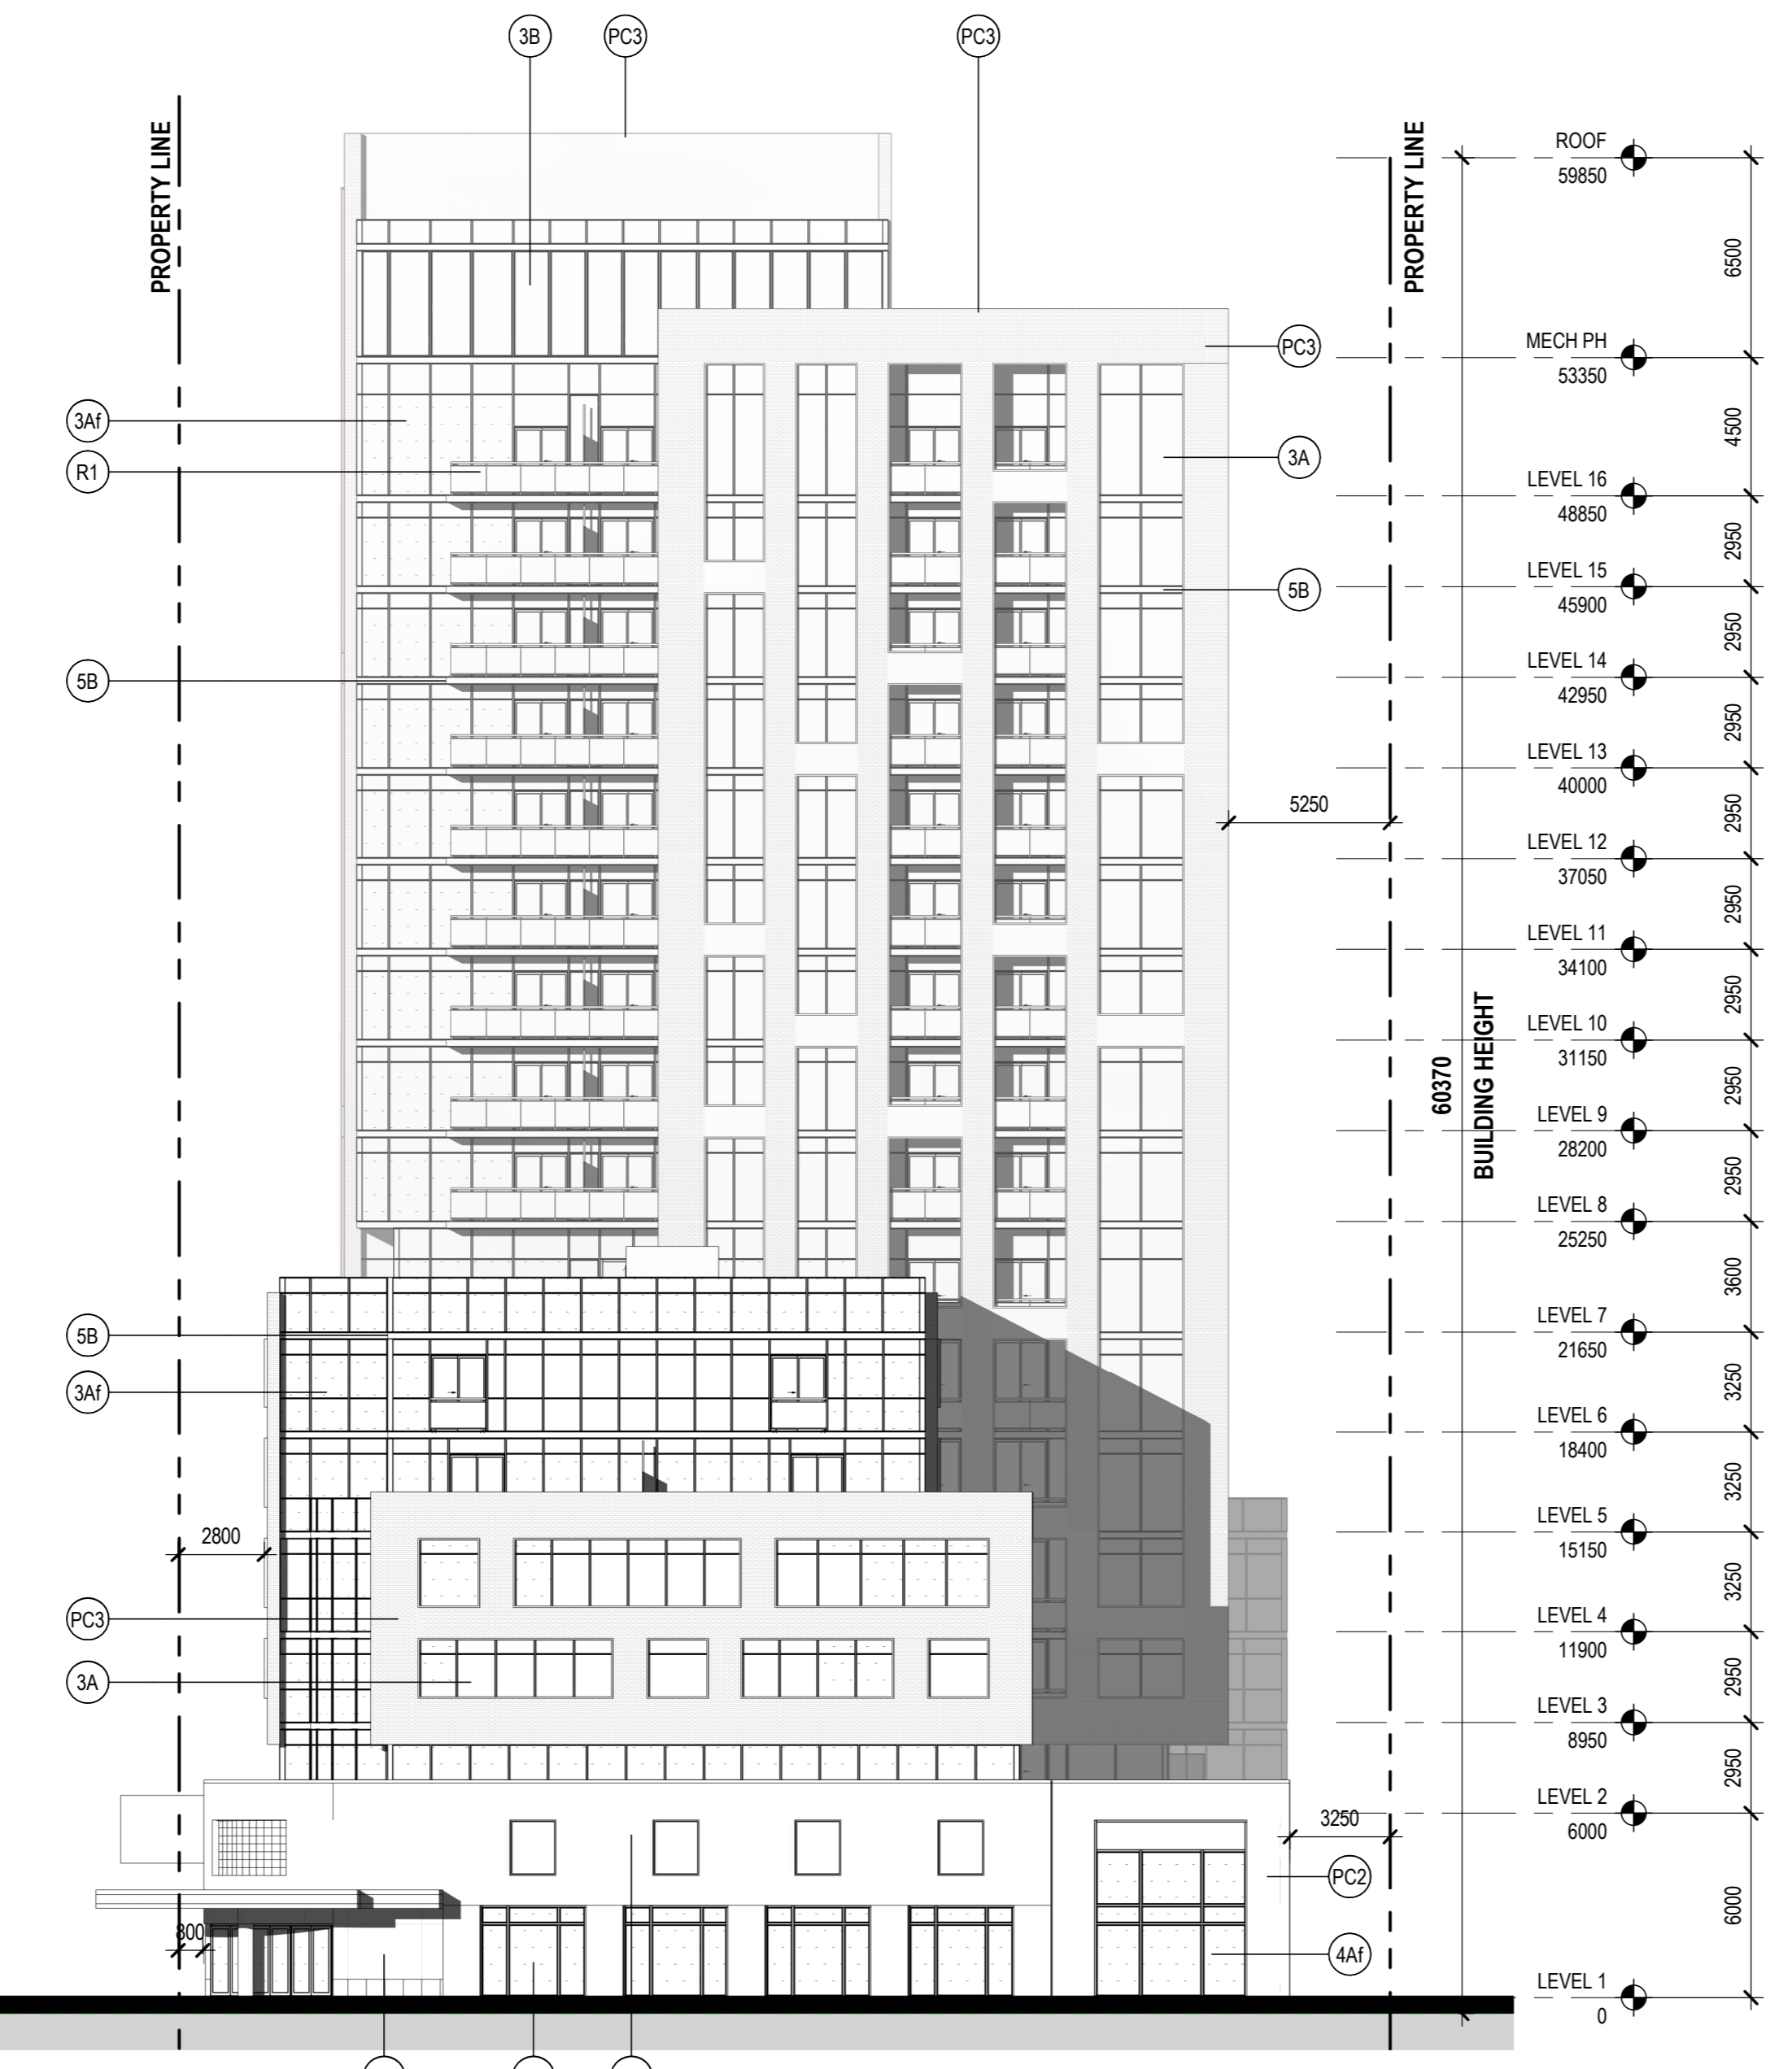 3B
PC3
PC3
PROPERTY LINE
PROPERTY LINE
ROOF
59850
6500
PC3
MECH PH
53350
3Af
4500
3A
R1
LEVEL 16
48850
2950
5B
LEVEL 15
45900
2950
5B
LEVEL 14
42950
2950
LEVEL 13
40000
5250
2950
LEVEL 12
37050
2950
LEVEL 11
34100
2950
LEVEL 10
31150
60370
BUILDING HEIGHT
2950
LEVEL 9
28200
2950
LEVEL 8
25250
3600
5B
LEVEL 7
21650
3Af
3250
LEVEL 6
18400
3250
2800
LEVEL 5
15150
3250
PC3
LEVEL 4
11900
3A
2950
LEVEL 3
8950
2950
LEVEL 2
6000
3250
PC2
6000
800
4Af
LEVEL 1
0